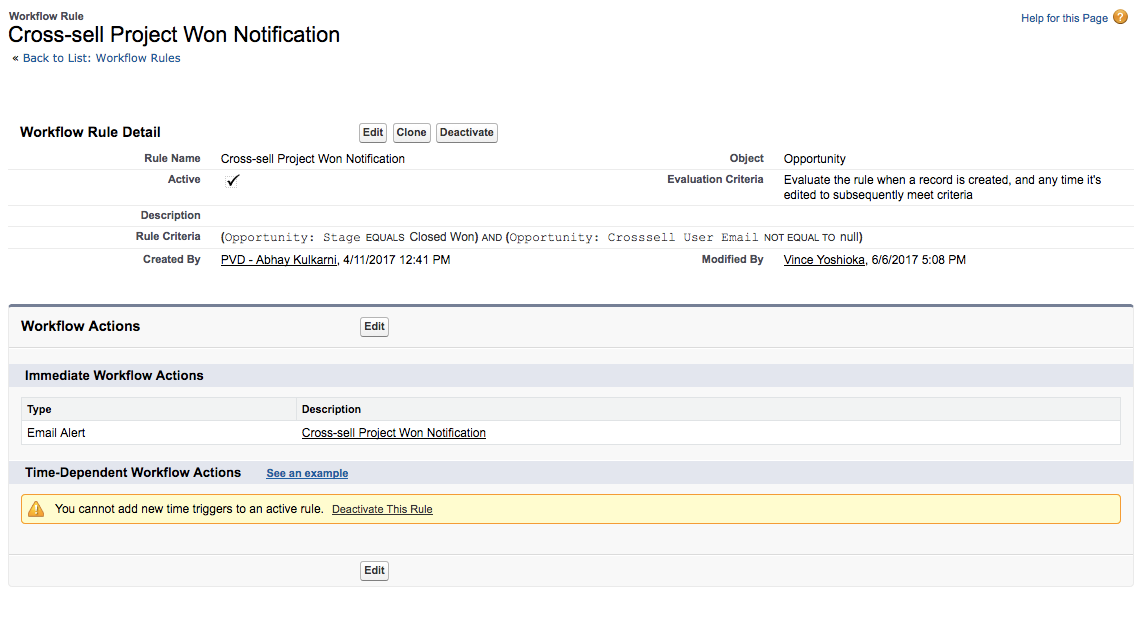 Workflow Rule
Help for this Page ?
Cross-sell Project Won Notification
« Back to List: Workflow Rules
Workflow Rule Detail Edit Clone Deactivate
Rule Name Cross-sell Project Won Notification Object Opportunity
Active Evaluation Criteria Evaluate the rule when a record is created, and any time it's
edited to subsequently meet criteria
Description
Rule Criteria (Opportunity: Stage EQUALS Closed Won) AND (Opportunity: Crosssell User Email NOT EQUAL TO null)
Created By PVD - Abhay Kulkarni, 4/11/2017 12:41 PM Modified By Vince Yoshioka, 6/6/2017 5:08 PM
Workflow Actions Edit
Immediate Workflow Actions
Type Description
Email Alert Cross-sell Project Won Notification
Time-Dependent Workflow Actions See an example
You cannot add new time triggers to an active rule. Deactivate This Rule
Edit